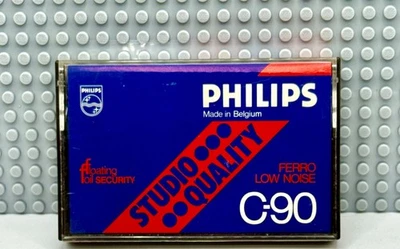 PHILIPS
PHILIPS
Made in Belgium
STUDIO
QUALITY
floating
foil SECURITY
FERRO
LOW NOISE
C-90